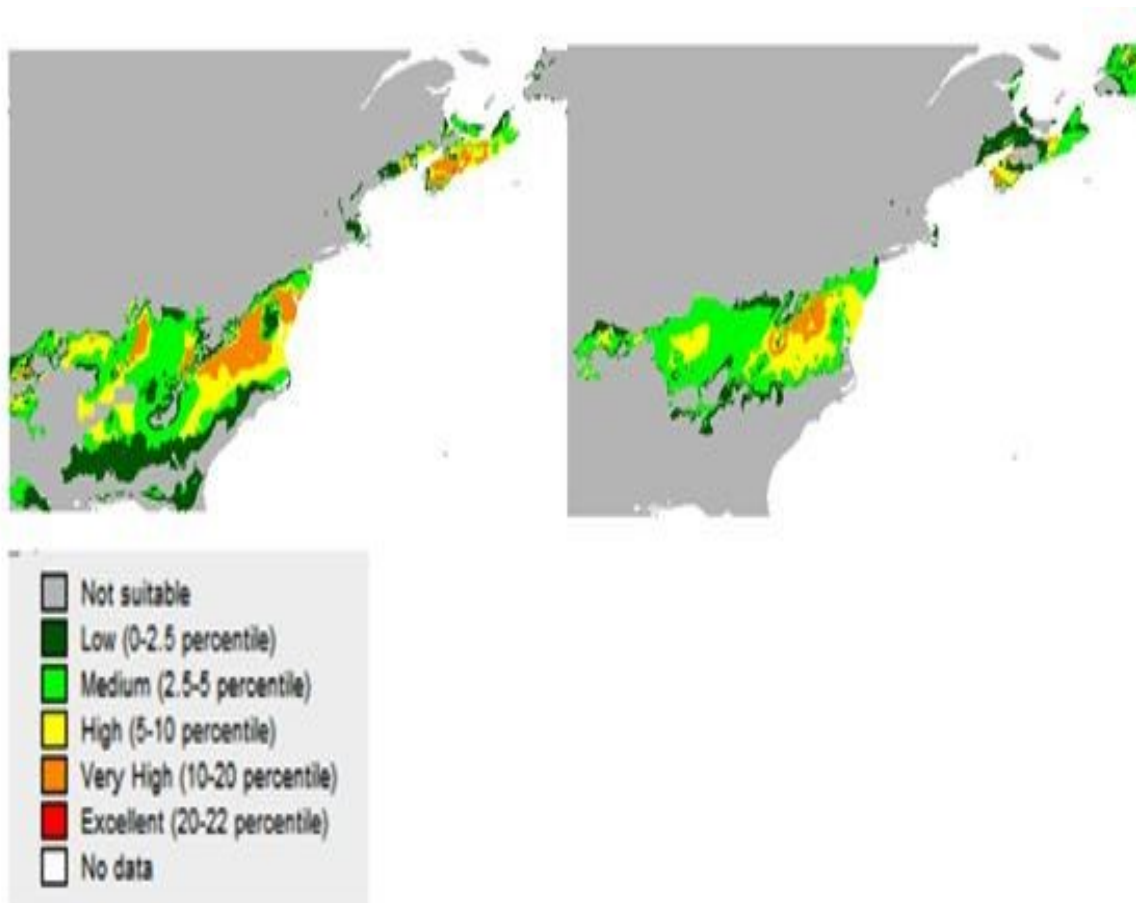 Not suitable
Low (0-2.5 percentile)
Medium (2.5-5 percentile)
High (5-10 percentile)
Very High (10-20 percentile)
Excellent (20-22 percentile)
No data